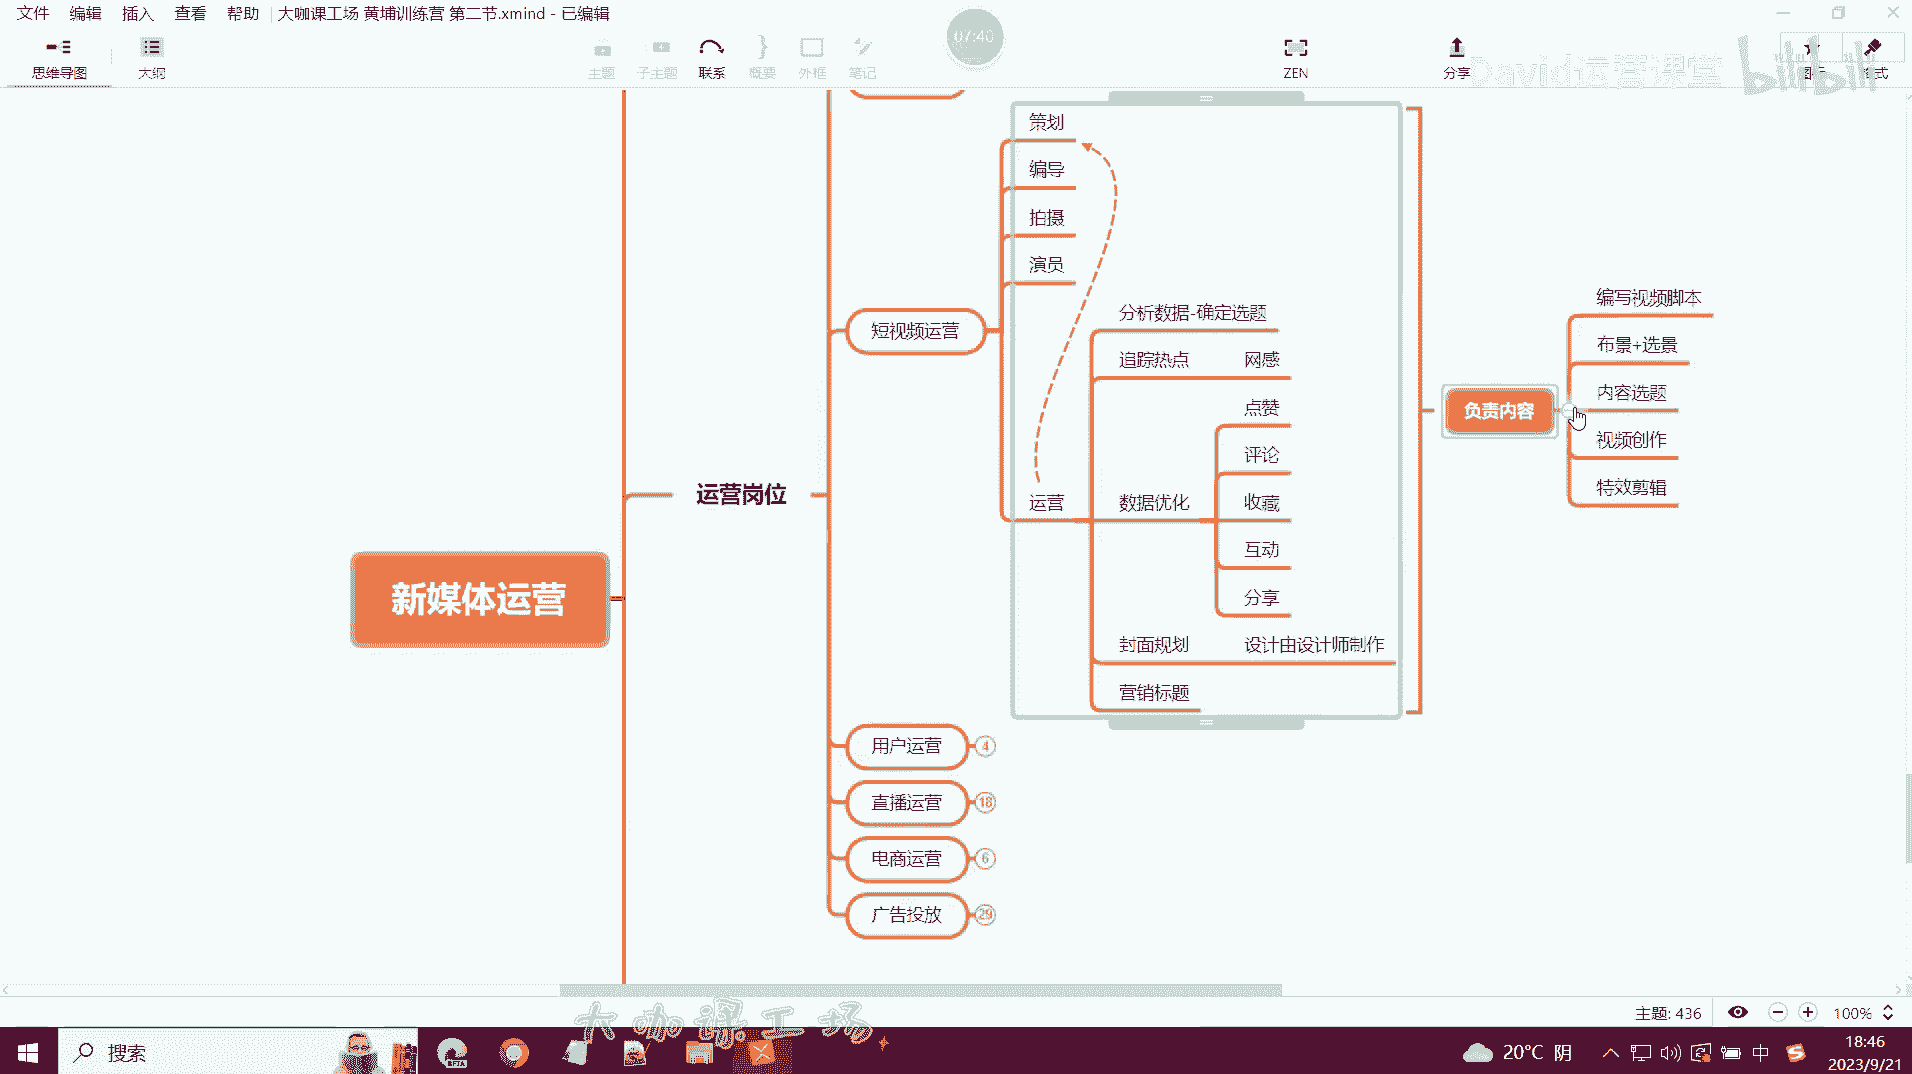 文件 编辑 插入 查看 帮助 大咖课工场 黄埔训练营 第二节.xmind - 已编辑
07:40
思维导图 大纲 主题 子主题 联系 概要 外框 笔记 ZEN 分享
David运营课堂 bilibili
策划
编导
拍摄
演员
分析数据-确定选题
编写视频脚本
短视频运营
布景+选景
追踪热点 网感
内容选题
点赞
负责内容
视频创作
评论
特效剪辑
运营岗位
运营 数据优化 收藏
互动
新媒体运营
分享
封面规划 设计由设计师制作
营销标题
用户运营 4
直播运营 18
电商运营 6
广告投放 29
主题: 436 100%
大咖课工场
搜索
20°C 阴 中
18:46
2023/9/21